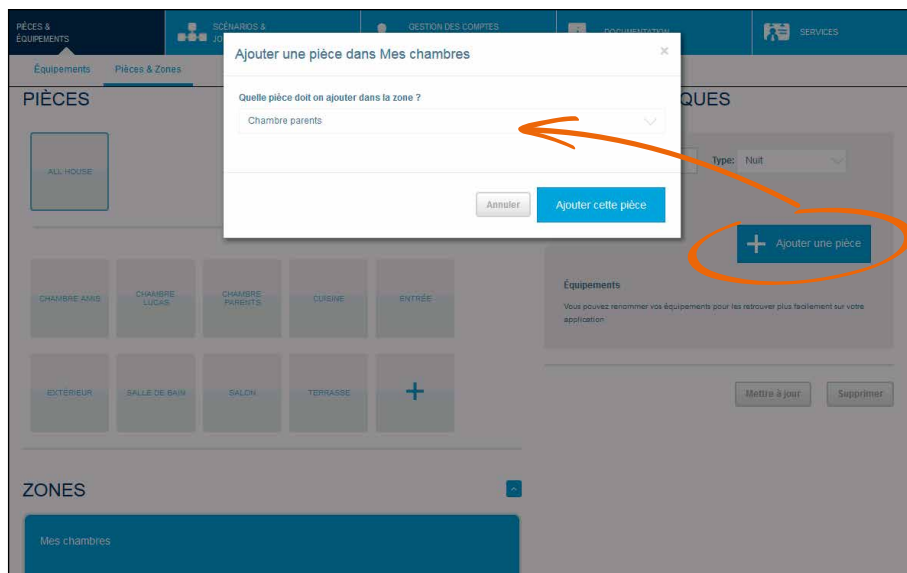 PIÈCES &
ÉQUIPEMENTS
SCÉNARIOS &
JO
GESTION DES COMPTES
DOCUMENTATION
SERVICES
Équipements
Pièces & Zones
Ajouter une pièce dans Mes chambres
×
Quelle pièce doit on ajouter dans la zone ?
Chambre parents
Annuler
Ajouter cette pièce
PIÈCES
QUES
ALL HOUSE
Type:
Nuit
Ajouter une pièce
CHAMBRE ANIS
CHAMBRE
LUCAS
CHAMBRE
PARENTS
CUISINE
ENTRÉE
Équipements
Vous pouvez renommer vos équipements pour les retrouver plus facilement sur votre
application
EXTÉRIEUR
SALLE DE BAIN
SALON
TERRASSE
Mettre à jour
Supprimer
ZONES
Mes chambres